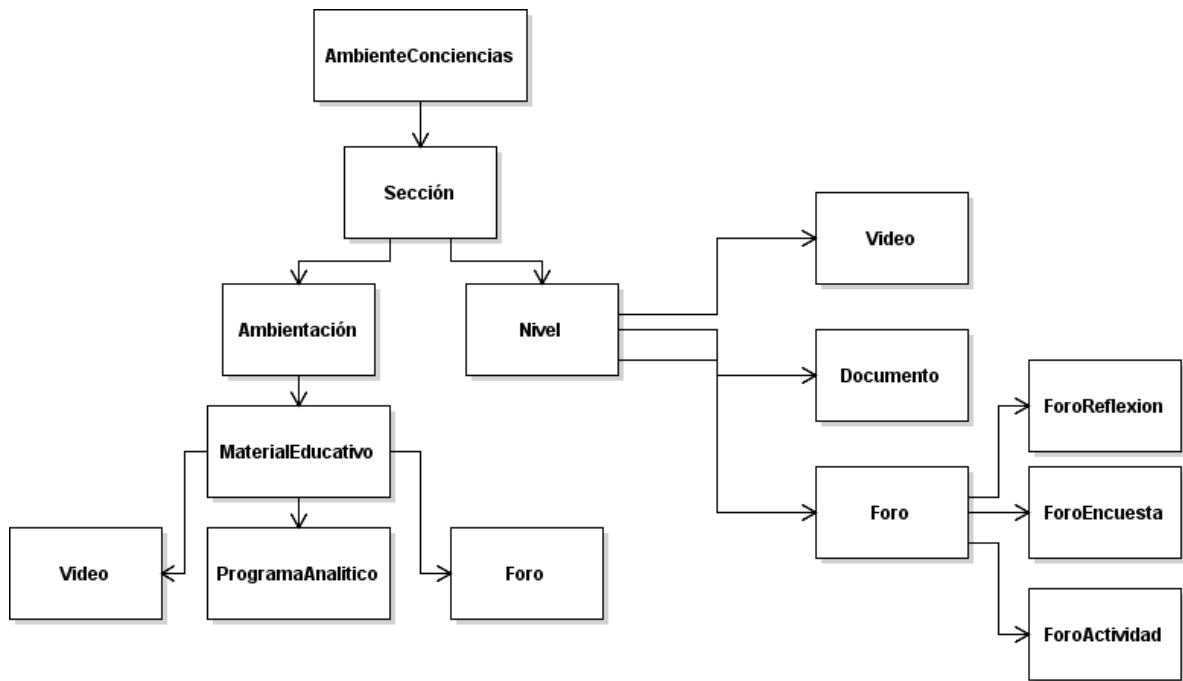 AmbienteConciencias
Sección
Video
Ambientación
Nivel
Documento
ForoReflexion
MaterialEducativo
Foro
ForoEncuesta
Video
ProgramaAnalitico
Foro
ForoActividad